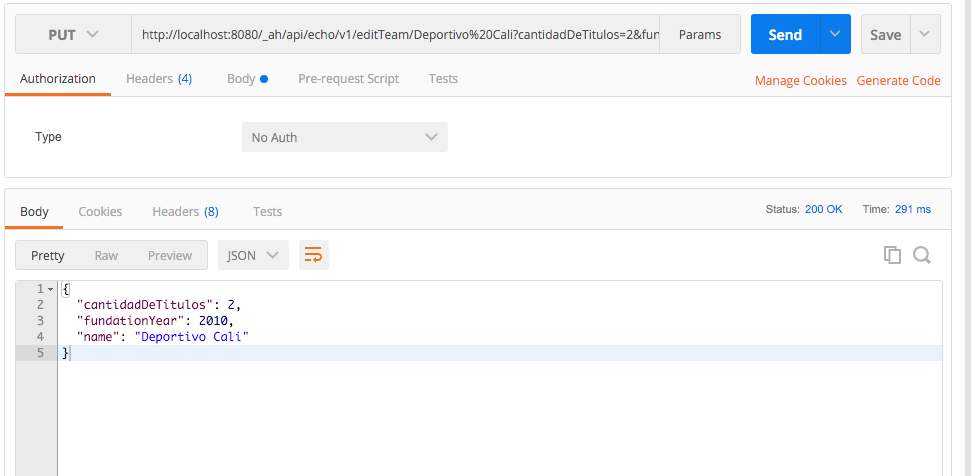 PUT http://localhost:8080/_ah/api/echo/v1/editTeam/Deportivo%20Cali?cantidadDeTitulos=2&fun Params Send Save
Authorization Headers (4) Body Pre-request Script Tests Manage Cookies Generate Code
Type No Auth
Body Cookies Headers (8) Tests Status: 200 OK Time: 291 ms
Pretty Raw Preview JSON
1 {
2 "cantidadDeTitulos": 2,
3 "fundationYear": 2010,
4 "name": "Deportivo Cali"
5 }